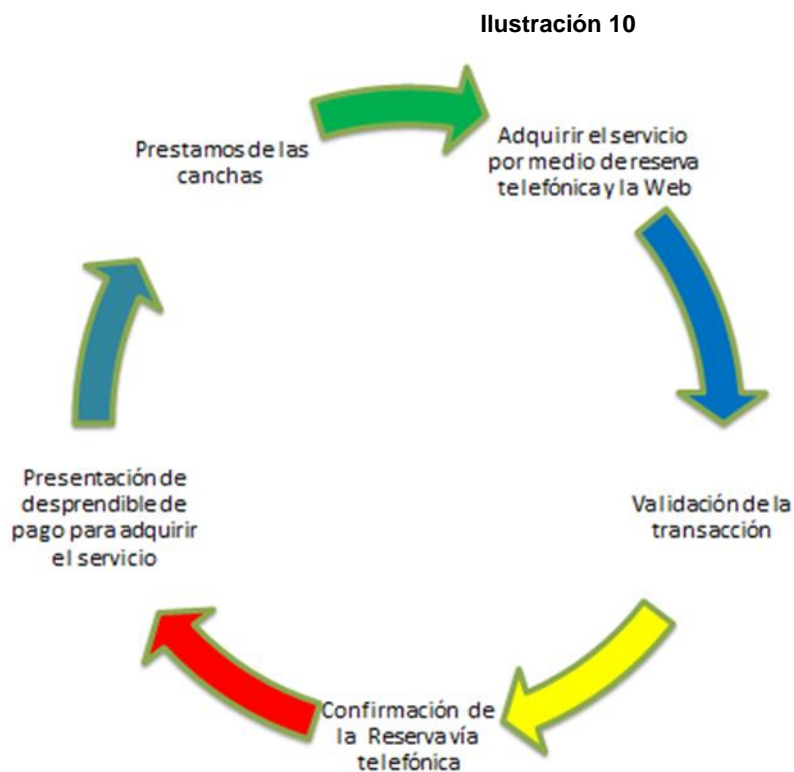 Ilustración 10
Prestamos de las
canchas
Adquirir el servicio
por medio de reserva
telefónica y la Web
Validación de la
transacción
Confirmación de
la Reserva vía
telefónica
Presentación de
desprendible de
pago para adquirir
el servicio